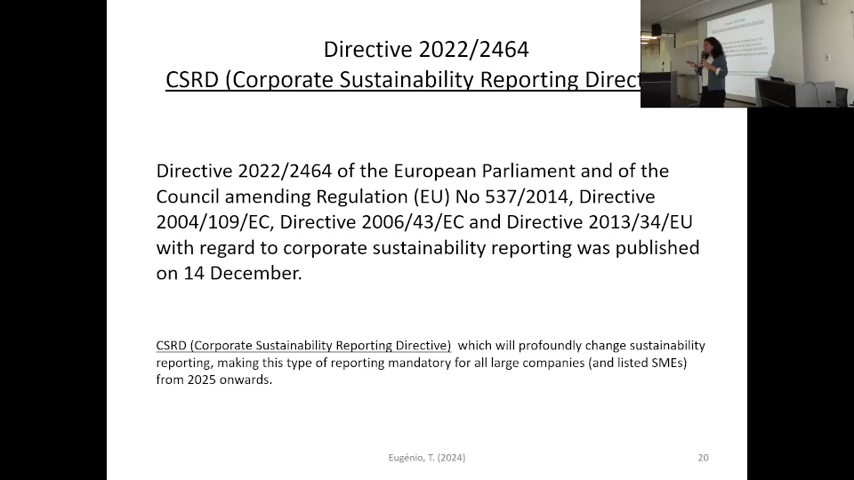 Directive 2022/2464
CSRD (Corporate Sustainability Reporting
Directive 2022/2464 of the European Parliament and of the
Council amending Regulation (EU) No 537/2014, Directive
2004/109/EC, Directive 2006/43/EC and Directive 2013/34/EU
with regard to corporate sustainability reporting was published
on 14 December.
CSRD (Corporate Sustainability Reporting Directive) which will profoundly change sustainability
reporting, making this type of reporting mandatory for all large companies (and listed SMEs)
from 2025 onwards.
Eugénio, T. (2024)
20